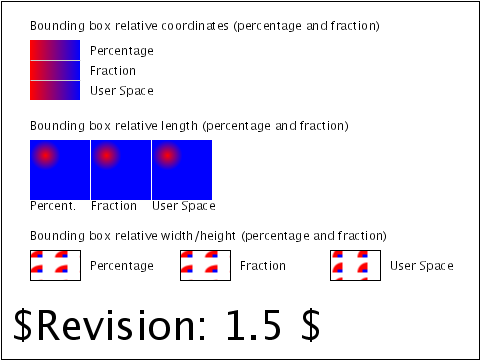 Bounding box relative coordinates (percentage and fraction)
Percentage
Fraction
User Space
Bounding box relative length (percentage and fraction)
Percent. Fraction User Space
Bounding box relative width/height (percentage and fraction)
Percentage Fraction User Space
$Revision: 1.5 $